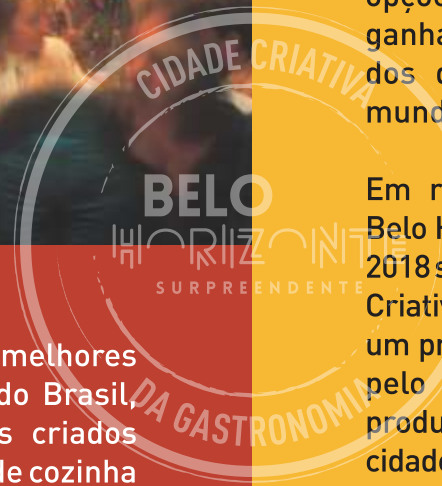 CIDADE CRIATIVA
BELO
HORIZONTE
SURPREENDENTE
DA GASTRONOMIA
melhores
do Brasil,
s criados
de cozinha
ganha
dos
mund
Em
Belo H
2018 s
Criativ
um pr
pelo
produ
cidade